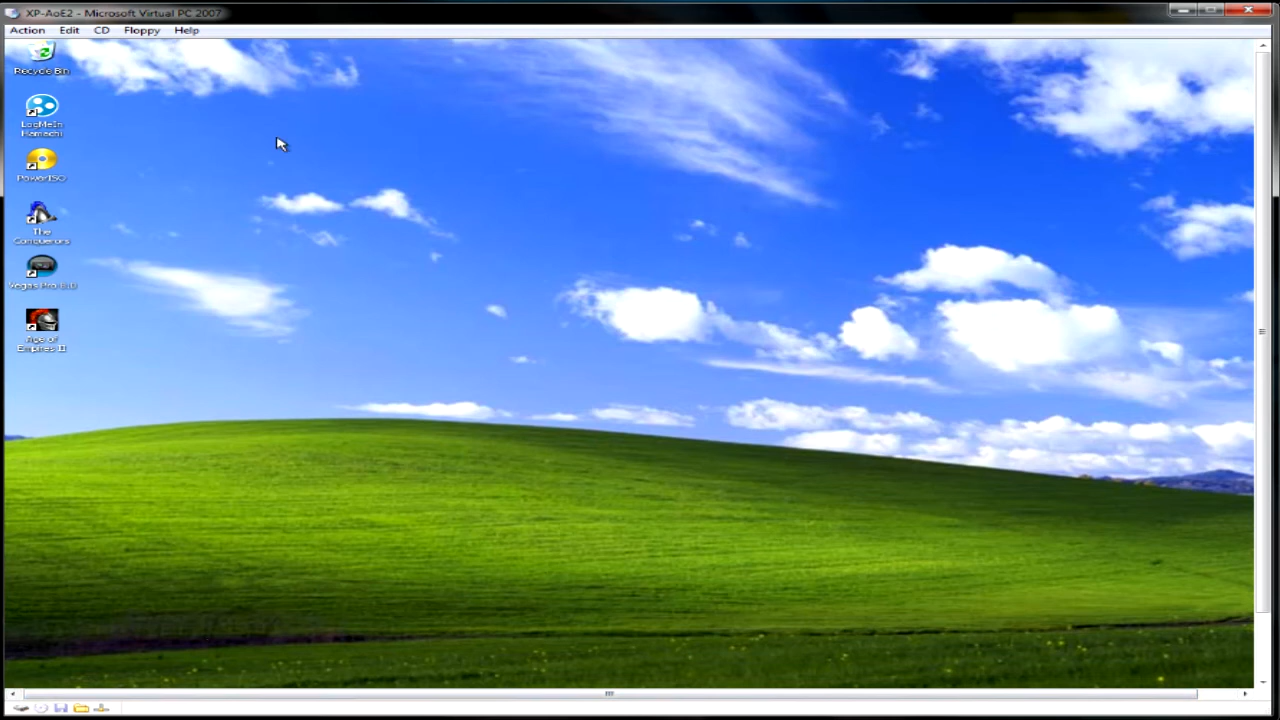 XP-AoE2 - Microsoft Virtual PC 2007
Action Edit CD Floppy Help
Recycle Bin
LogMeIn
Hamachi
PowerISO
The
Conquerors
Vegas Pro 8.0
Age of
Empires II